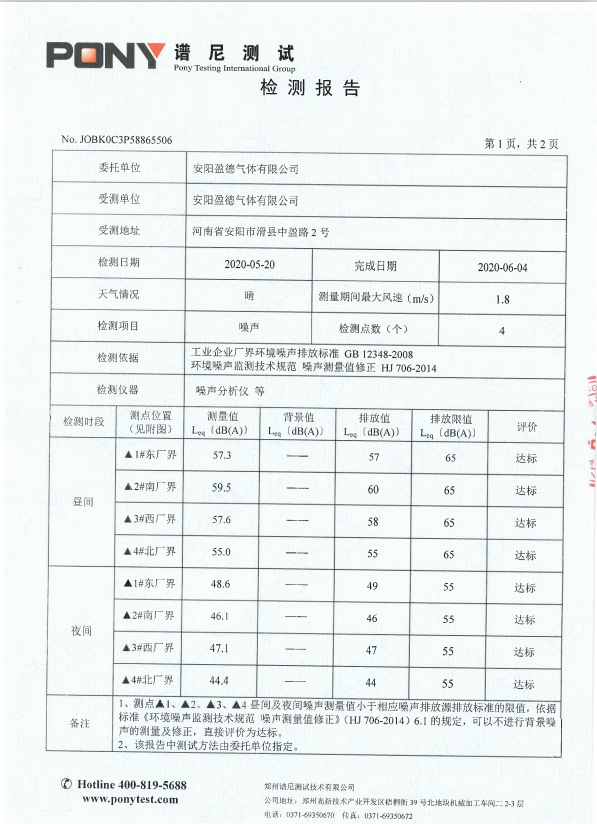 PONY 谱尼测试
Pony Testing International Group
检测报告
No. JOBK0C3P58865506 第1页，共2页
委托单位 安阳盈德气体有限公司
受测单位 安阳盈德气体有限公司
受测地址 河南省安阳市滑县中盈路2号
检测日期 2020-05-20 完成日期 2020-06-04
天气情况 晴 测量期间最大风速（m/s） 1.8
检测项目 噪声 检测点数（个） 4
检测依据 工业企业厂界环境噪声排放标准 GB 12348-2008
环境噪声监测技术规范 噪声测量值修正 HJ 706-2014
检测仪器 噪声分析仪 等
检测时段 测点位置 测量值 背景值 排放值 排放限值 评价
（见附图） Leq〔dB(A)〕 Leq〔dB(A)〕 Leq〔dB(A)〕 Leq〔dB(A)〕
昼间 ▲1#东厂界 57.3 —— 57 65 达标
▲2#南厂界 59.5 —— 60 65 达标
▲3#西厂界 57.6 —— 58 65 达标
▲4#北厂界 55.0 —— 55 65 达标
夜间 ▲1#东厂界 48.6 —— 49 55 达标
▲2#南厂界 46.1 —— 46 55 达标
▲3#西厂界 47.1 —— 47 55 达标
▲4#北厂界 44.4 —— 44 55 达标
备注 1、测点▲1、▲2、▲3、▲4 昼间及夜间噪声测量值小于相应噪声排放源排放标准的限值，依据
标准《环境噪声监测技术规范 噪声测量值修正》（HJ 706-2014）6.1 的规定，可以不进行背景噪
声的测量及修正，直接评价为达标。
2、该报告中测试方法由委托单位指定。
✆ Hotline 400-819-5688
www.ponytest.com
郑州谱尼测试技术有限公司
公司地址：郑州高新技术产业开发区梧桐街 39 号北地块机械加工车间二 2-3 层
电话：0371-69350670 传真：0371-69350672